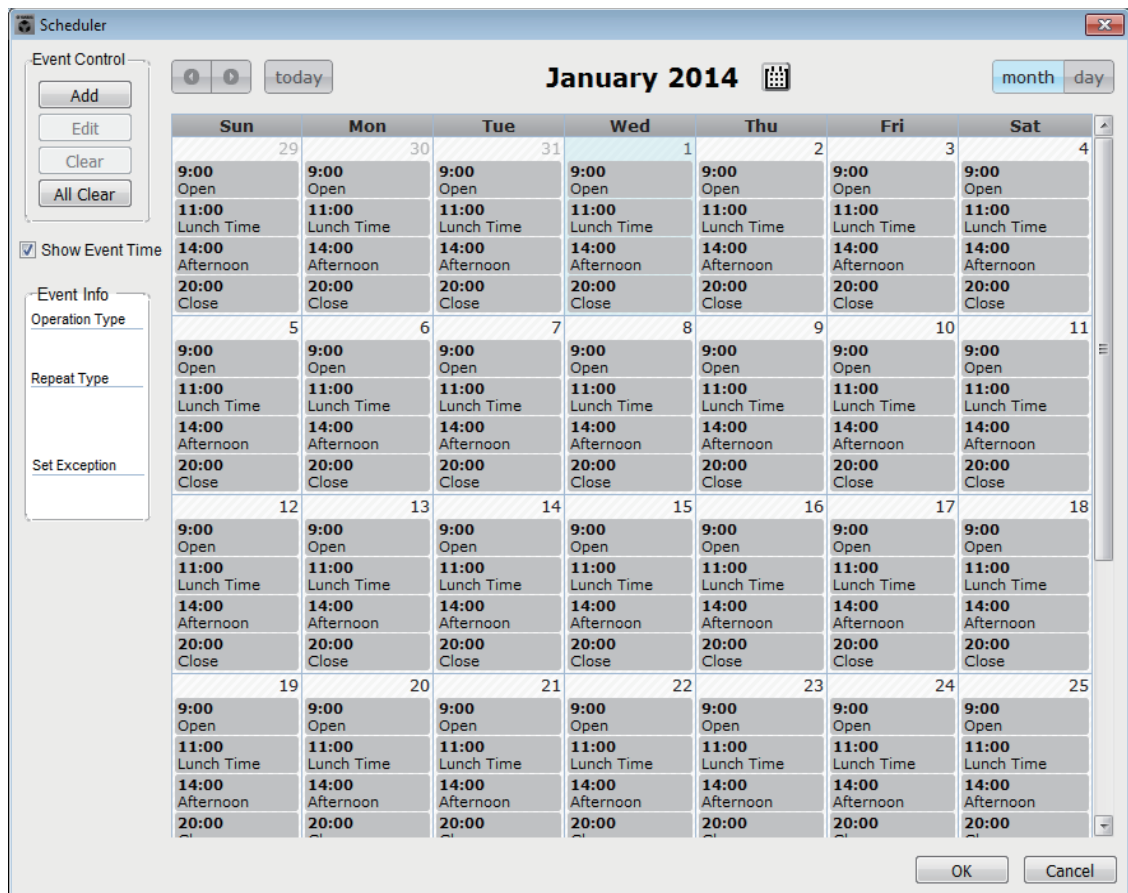 Scheduler
Event Control
Add
Edit
Clear
All Clear
Show Event Time
Event Info
Operation Type
Repeat Type
Set Exception
today
January 2014
month day
Sun Mon Tue Wed Thu Fri Sat
29 30 31 1 2 3 4
9:00 9:00 9:00 9:00 9:00 9:00 9:00
Open Open Open Open Open Open Open
11:00 11:00 11:00 11:00 11:00 11:00 11:00
Lunch Time Lunch Time Lunch Time Lunch Time Lunch Time Lunch Time Lunch Time
14:00 14:00 14:00 14:00 14:00 14:00 14:00
Afternoon Afternoon Afternoon Afternoon Afternoon Afternoon Afternoon
20:00 20:00 20:00 20:00 20:00 20:00 20:00
Close Close Close Close Close Close Close
5 6 7 8 9 10 11
9:00 9:00 9:00 9:00 9:00 9:00 9:00
Open Open Open Open Open Open Open
11:00 11:00 11:00 11:00 11:00 11:00 11:00
Lunch Time Lunch Time Lunch Time Lunch Time Lunch Time Lunch Time Lunch Time
14:00 14:00 14:00 14:00 14:00 14:00 14:00
Afternoon Afternoon Afternoon Afternoon Afternoon Afternoon Afternoon
20:00 20:00 20:00 20:00 20:00 20:00 20:00
Close Close Close Close Close Close Close
12 13 14 15 16 17 18
9:00 9:00 9:00 9:00 9:00 9:00 9:00
Open Open Open Open Open Open Open
11:00 11:00 11:00 11:00 11:00 11:00 11:00
Lunch Time Lunch Time Lunch Time Lunch Time Lunch Time Lunch Time Lunch Time
14:00 14:00 14:00 14:00 14:00 14:00 14:00
Afternoon Afternoon Afternoon Afternoon Afternoon Afternoon Afternoon
20:00 20:00 20:00 20:00 20:00 20:00 20:00
Close Close Close Close Close Close Close
19 20 21 22 23 24 25
9:00 9:00 9:00 9:00 9:00 9:00 9:00
Open Open Open Open Open Open Open
11:00 11:00 11:00 11:00 11:00 11:00 11:00
Lunch Time Lunch Time Lunch Time Lunch Time Lunch Time Lunch Time Lunch Time
14:00 14:00 14:00 14:00 14:00 14:00 14:00
Afternoon Afternoon Afternoon Afternoon Afternoon Afternoon Afternoon
20:00 20:00 20:00 20:00 20:00 20:00 20:00
OK Cancel